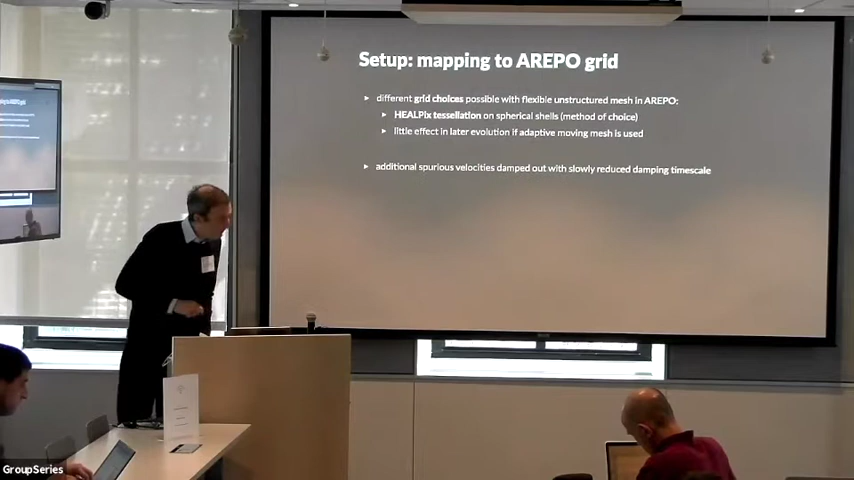 Setup: mapping to AREPO grid
different grid choices possible with flexible unstructured mesh in AREPO:
HEALPix tessellation on spherical shells (method of choice)
little effect in later evolution if adaptive moving mesh is used
additional spurious velocities damped out with slowly reduced damping timescale
GroupSeries